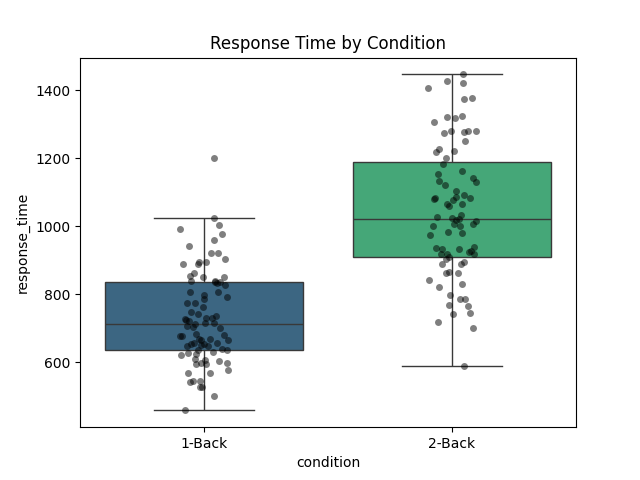 Response Time by Condition
response_time
1400
1200
1000
800
600
1-Back
2-Back
condition